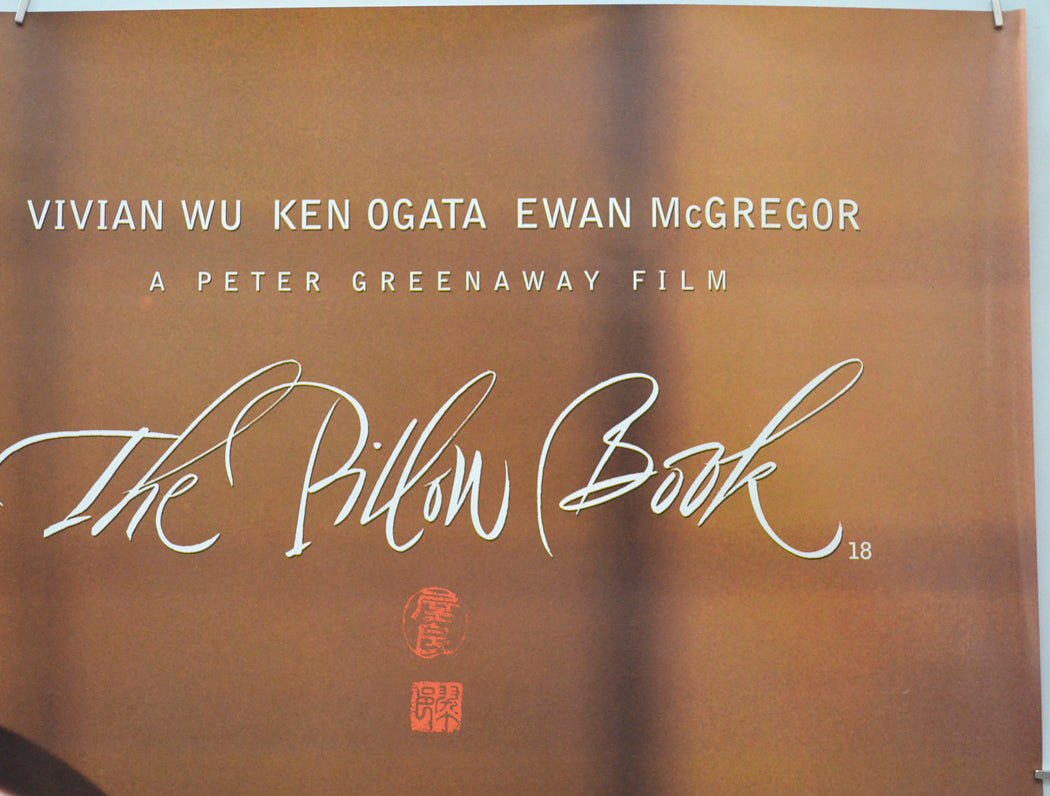 VIVIAN WU KEN OGATA EWAN McGREGOR
A PETER GREENAWAY FILM
The Pillow Book
18